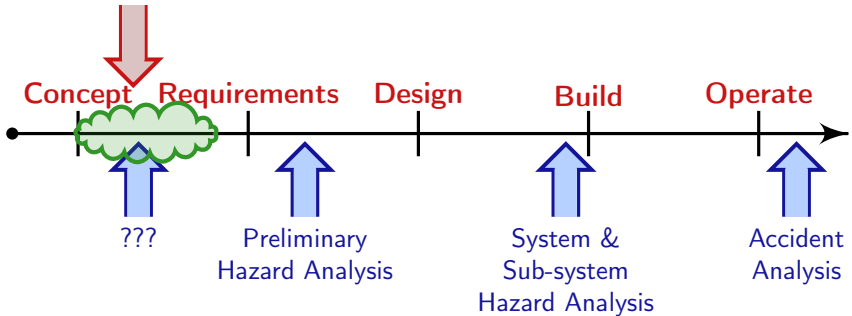 Concept Requirements Design Build Operate
???
Preliminary
Hazard Analysis
System &
Sub-system
Hazard Analysis
Accident
Analysis